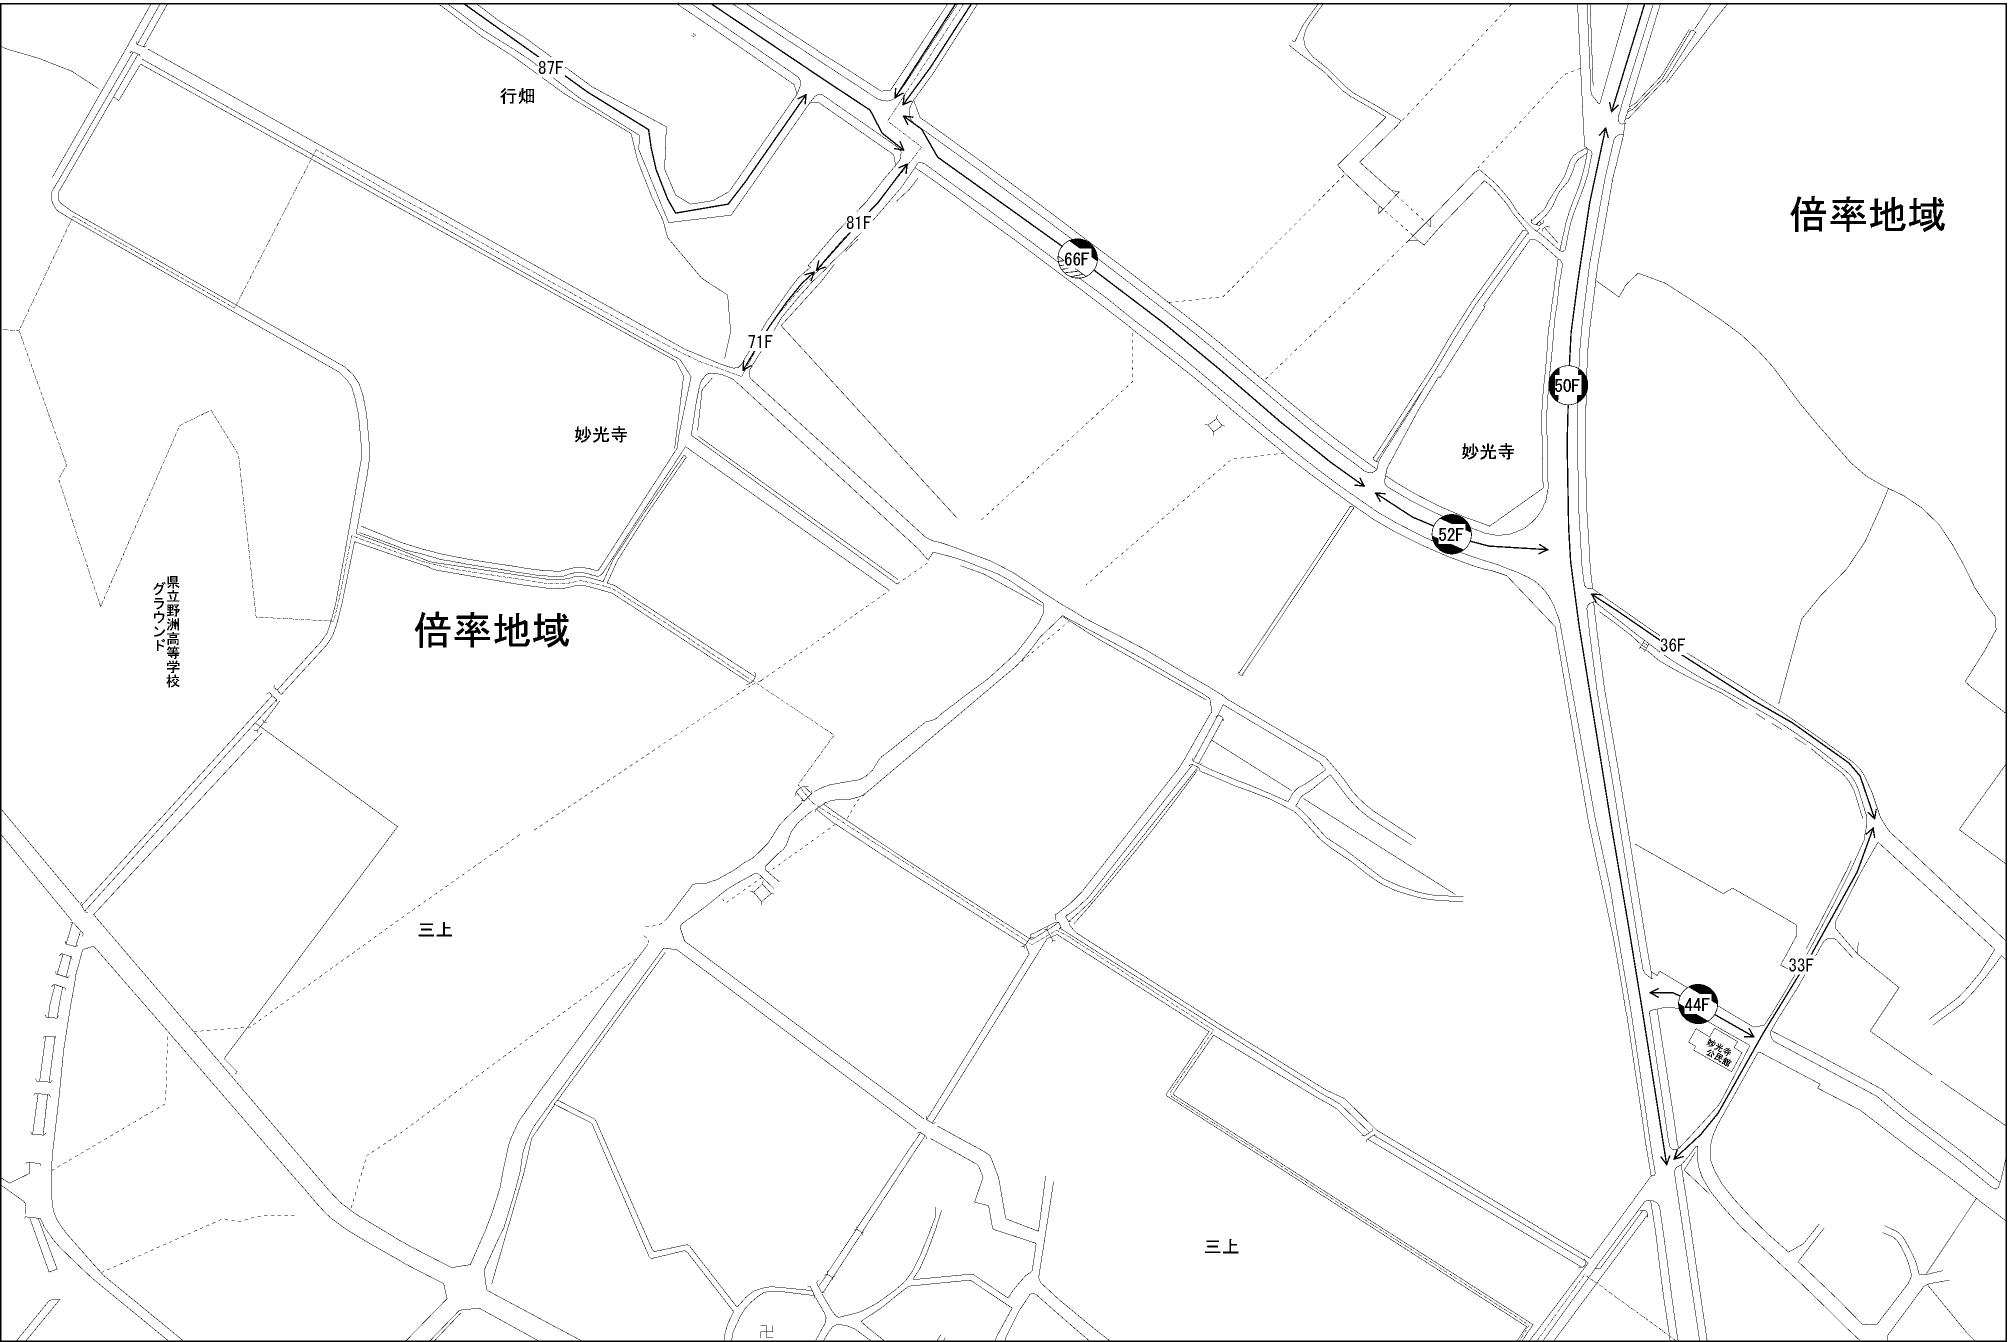 87F
行畑
倍率地域
81F
66F
71F
50F
妙光寺
妙光寺
52F
県立野洲高等学校
グラウンド
倍率地域
36F
三上
33F
44F
妙光寺
公民館
三上
卍